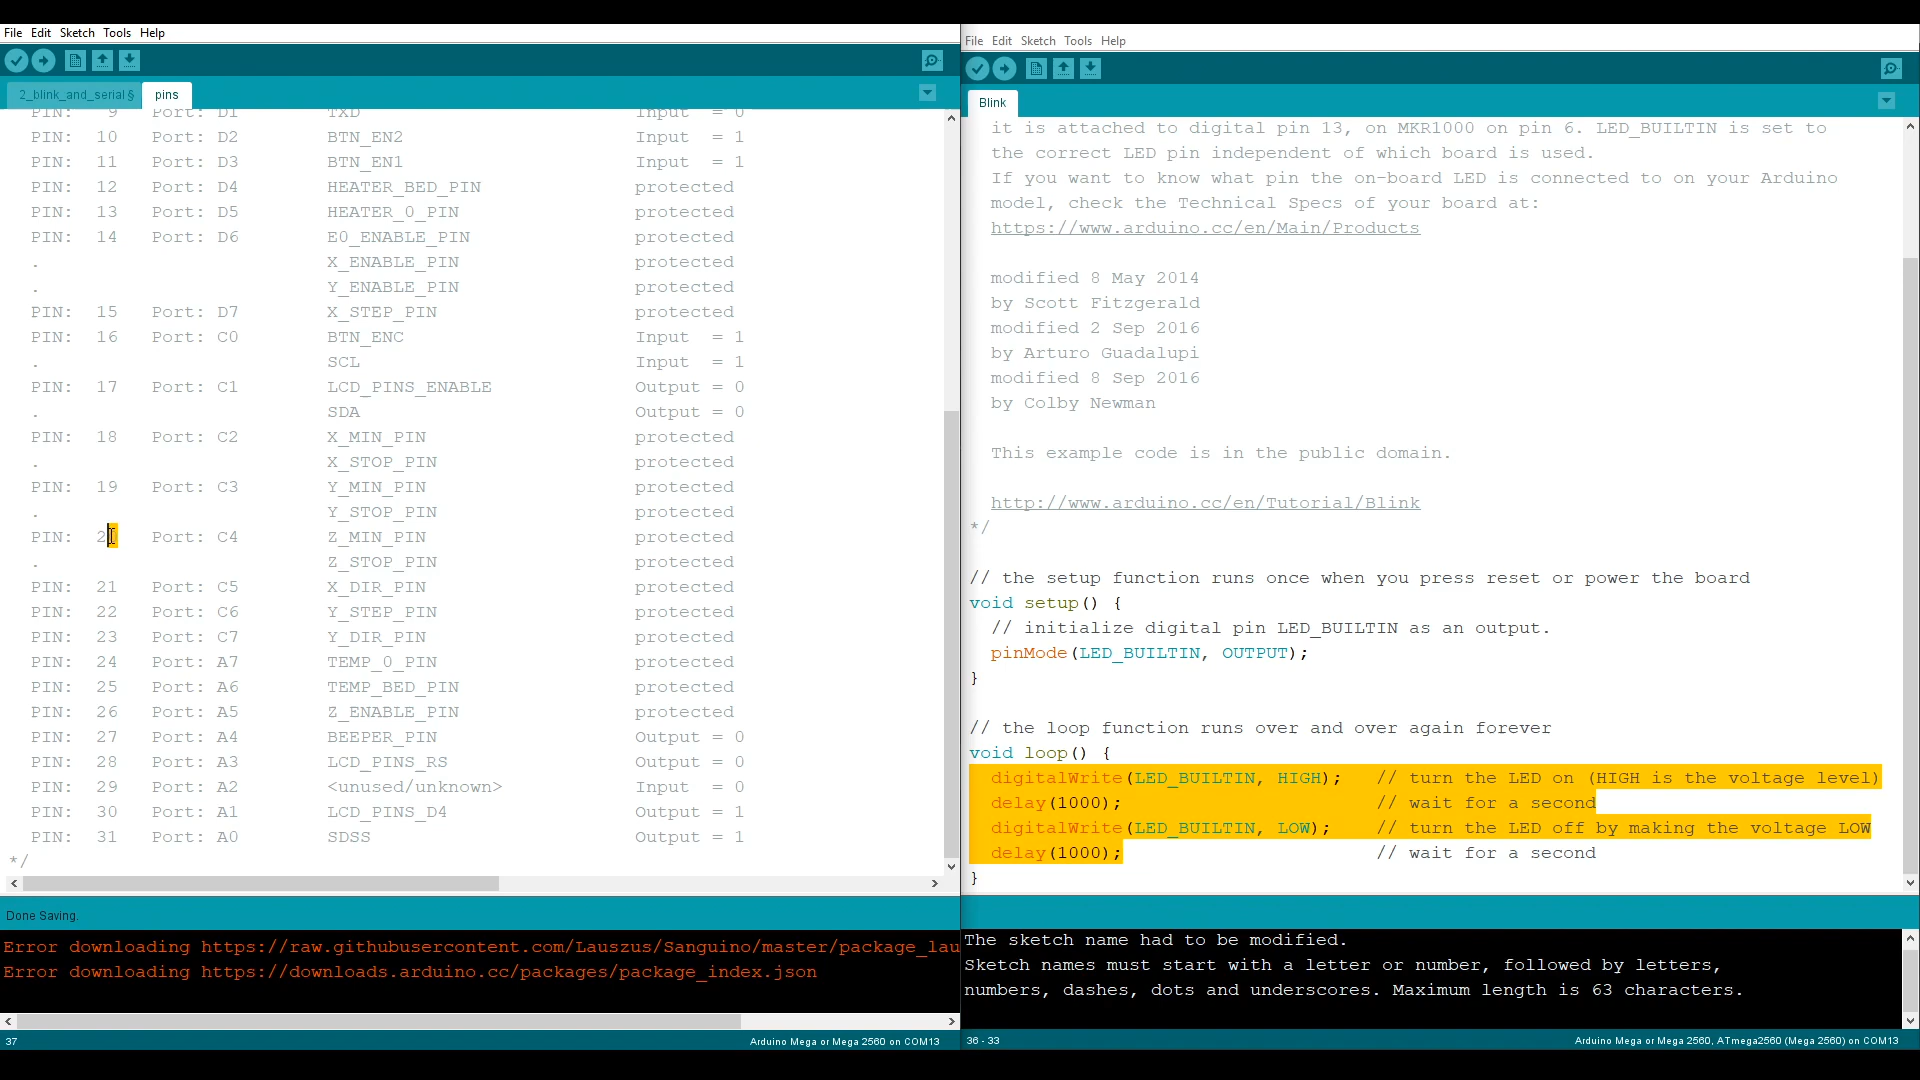 File Edit Sketch Tools Help
2_blink_and_serial § pins
PIN: 9 Port: D1 TXD Input = 0
PIN: 10 Port: D2 BTN_EN2 Input = 1
PIN: 11 Port: D3 BTN_EN1 Input = 1
PIN: 12 Port: D4 HEATER_BED_PIN protected
PIN: 13 Port: D5 HEATER_0_PIN protected
PIN: 14 Port: D6 E0_ENABLE_PIN protected
. X_ENABLE_PIN protected
. Y_ENABLE_PIN protected
PIN: 15 Port: D7 X_STEP_PIN protected
PIN: 16 Port: C0 BTN_ENC Input = 1
. SCL Input = 1
PIN: 17 Port: C1 LCD_PINS_ENABLE Output = 0
. SDA Output = 0
PIN: 18 Port: C2 X_MIN_PIN protected
. X_STOP_PIN protected
PIN: 19 Port: C3 Y_MIN_PIN protected
. Y_STOP_PIN protected
PIN: 20 Port: C4 Z_MIN_PIN protected
. Z_STOP_PIN protected
PIN: 21 Port: C5 X_DIR_PIN protected
PIN: 22 Port: C6 Y_STEP_PIN protected
PIN: 23 Port: C7 Y_DIR_PIN protected
PIN: 24 Port: A7 TEMP_0_PIN protected
PIN: 25 Port: A6 TEMP_BED_PIN protected
PIN: 26 Port: A5 Z_ENABLE_PIN protected
PIN: 27 Port: A4 BEEPER_PIN Output = 0
PIN: 28 Port: A3 LCD_PINS_RS Output = 0
PIN: 29 Port: A2 <unused/unknown> Input = 0
PIN: 30 Port: A1 LCD_PINS_D4 Output = 1
PIN: 31 Port: A0 SDSS Output = 1
*/
Done Saving.
Error downloading https://raw.githubusercontent.com/Lauszus/Sanguino/master/package_lau
Error downloading https://downloads.arduino.cc/packages/package_index.json
37 Arduino Mega or Mega 2560 on COM13
File Edit Sketch Tools Help
Blink
it is attached to digital pin 13, on MKR1000 on pin 6. LED_BUILTIN is set to
the correct LED pin independent of which board is used.
If you want to know what pin the on-board LED is connected to on your Arduino
model, check the Technical Specs of your board at:
https://www.arduino.cc/en/Main/Products
modified 8 May 2014
by Scott Fitzgerald
modified 2 Sep 2016
by Arturo Guadalupi
modified 8 Sep 2016
by Colby Newman
This example code is in the public domain.
http://www.arduino.cc/en/Tutorial/Blink
*/
// the setup function runs once when you press reset or power the board
void setup() {
// initialize digital pin LED_BUILTIN as an output.
pinMode(LED_BUILTIN, OUTPUT);
}
// the loop function runs over and over again forever
void loop() {
digitalWrite(LED_BUILTIN, HIGH); // turn the LED on (HIGH is the voltage level)
delay(1000); // wait for a second
digitalWrite(LED_BUILTIN, LOW); // turn the LED off by making the voltage LOW
delay(1000); // wait for a second
}
The sketch name had to be modified.
Sketch names must start with a letter or number, followed by letters,
numbers, dashes, dots and underscores. Maximum length is 63 characters.
36 - 33 Arduino Mega or Mega 2560, ATmega2560 (Mega 2560) on COM13